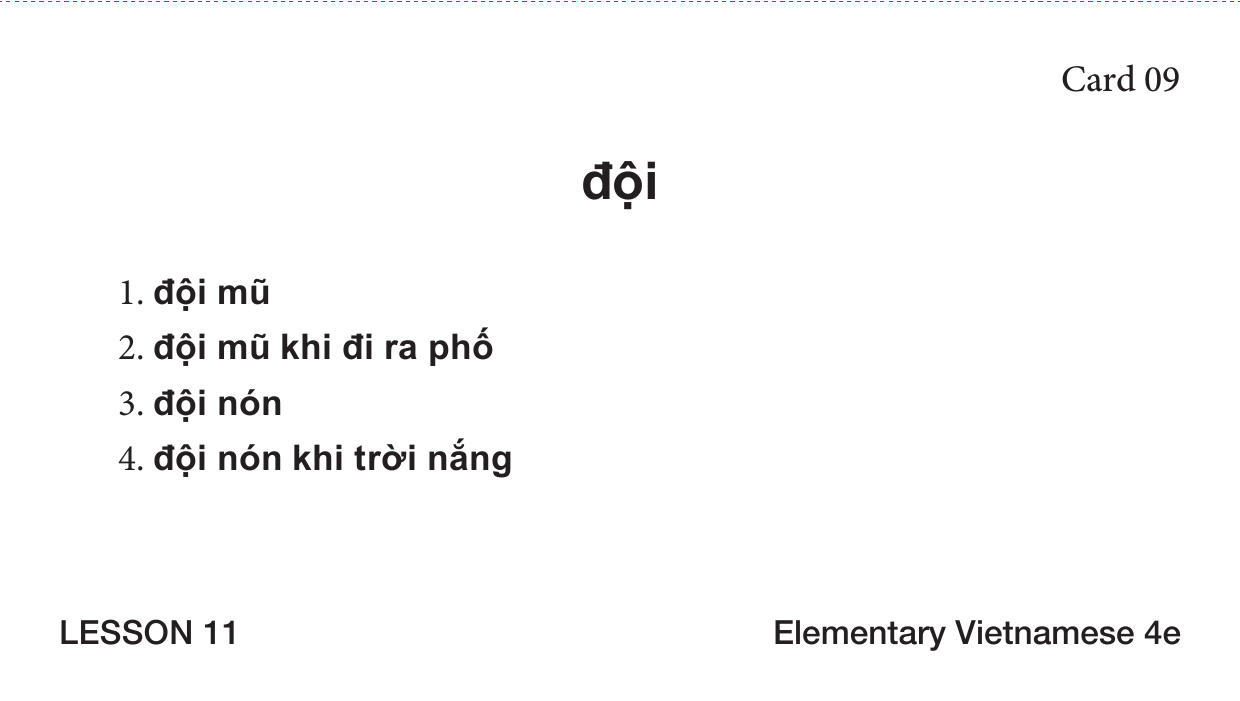 Card 09
đội
1. đội mũ
2. đội mũ khi đi ra phố
3. đội nón
4. đội nón khi trời nắng
LESSON 11
Elementary Vietnamese 4e